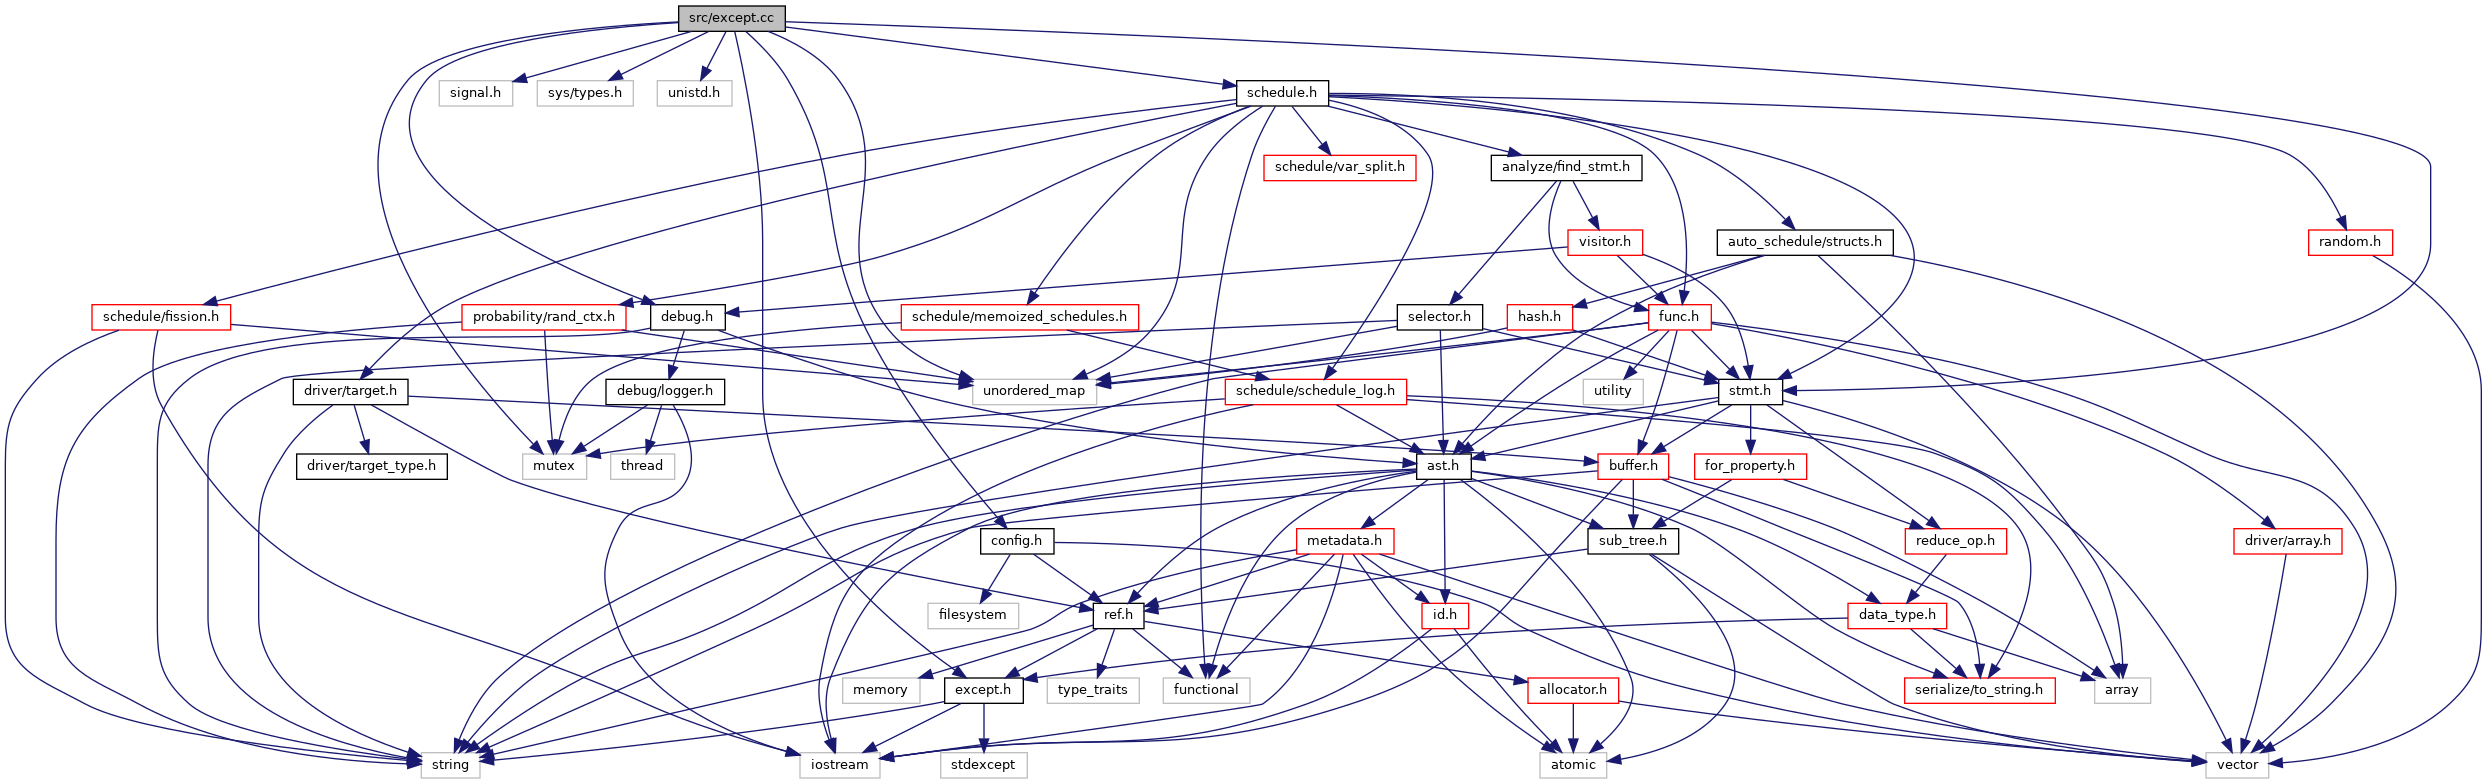 src/except.cc
signal.h
sys/types.h
unistd.h
schedule.h
schedule/var_split.h
analyze/find_stmt.h
visitor.h
auto_schedule/structs.h
random.h
schedule/fission.h
probability/rand_ctx.h
debug.h
schedule/memoized_schedules.h
selector.h
hash.h
func.h
driver/target.h
debug/logger.h
unordered_map
schedule/schedule_log.h
utility
stmt.h
driver/target_type.h
mutex
thread
ast.h
buffer.h
for_property.h
config.h
metadata.h
sub_tree.h
reduce_op.h
driver/array.h
filesystem
ref.h
id.h
data_type.h
memory
except.h
type_traits
functional
allocator.h
serialize/to_string.h
array
string
iostream
stdexcept
atomic
vector